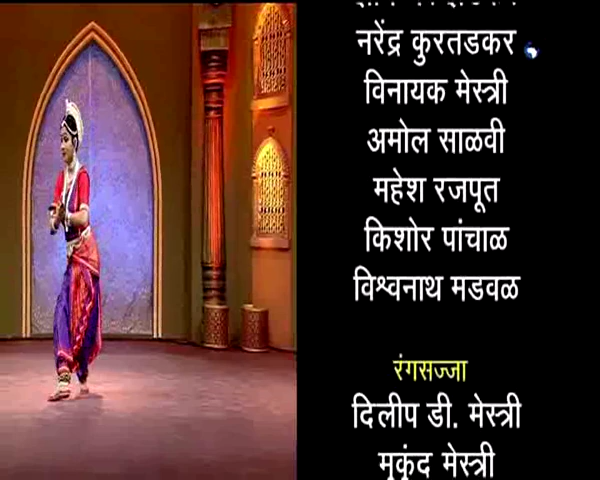 नरेंद्र कुरतडकर
विनायक मेस्त्री
अमोल साळवी
महेश रजपूत
किशोर पांचाळ
विश्वनाथ मडवळ
रंगसज्जा
दिलीप डी. मेस्त्री
मुकुंद मेस्त्री